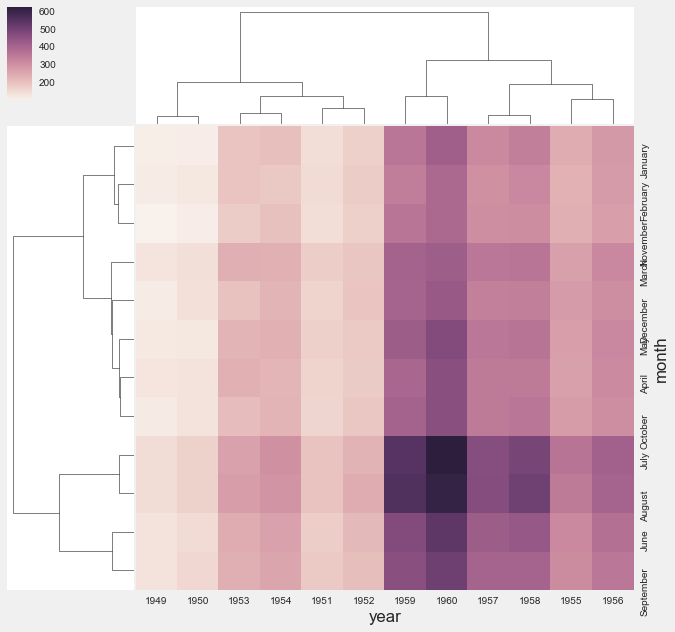 600
500
400
300
200
January
February
November
March
December
May
April
October
July
August
June
September
month
1949 1950 1953 1954 1951 1952 1959 1960 1957 1958 1955 1956
year